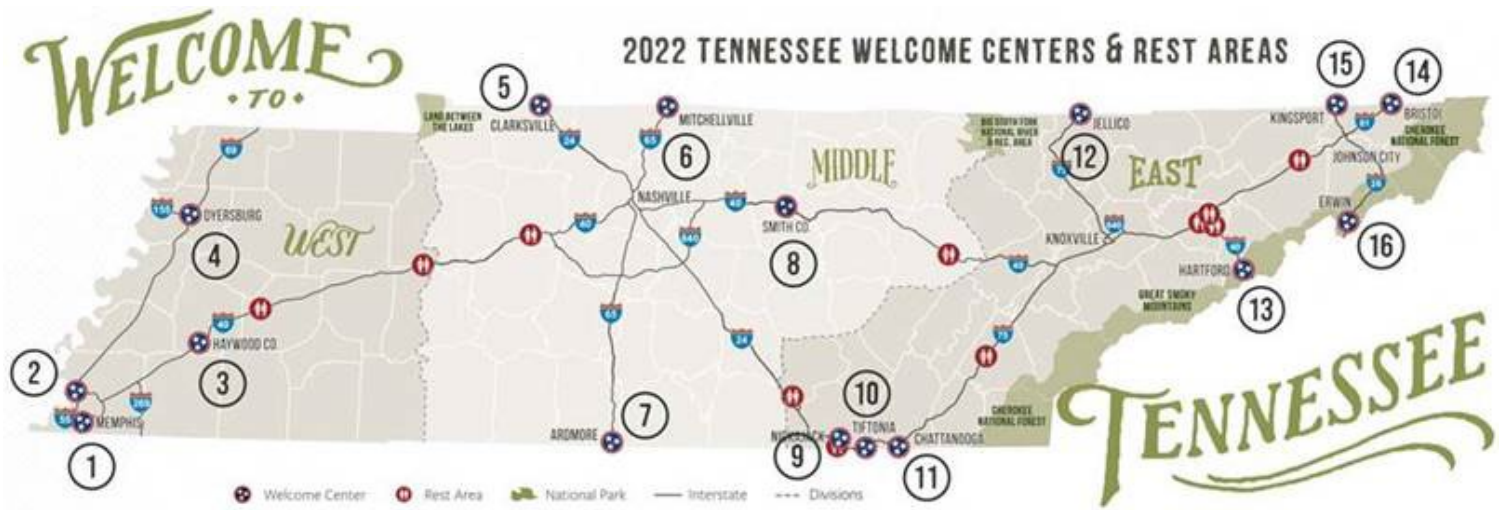 WELCOME
• TO •
2022 TENNESSEE WELCOME CENTERS & REST AREAS
5
15
14
LAND BETWEEN
THE LAKES
CLARKSVILLE
24
MITCHELLVILLE
65
6
BIG SOUTH FORK
NATIONAL RIVER
& REC. AREA
JELLICO
12
75
KINGSPORT
BRISTOL
81
CHEROKEE
NATIONAL FOREST
69
MIDDLE
EAST
JOHNSON CITY
26
155
DYERSBURG
WEST
NASHVILLE
40
40
840
SMITH CO.
KNOXVILLE
640
ERWIN
4
8
40
40
16
HARTFORD
GREAT SMOKY
MOUNTAINS
13
65
40
HAYWOOD CO.
24
75
2
3
269
55
MEMPHIS
1
7
ARDMORE
10
NICKAJACK
TIFTONIA
CHATTANOOGA
9
11
CHEROKEE
NATIONAL FOREST
TENNESSEE
Welcome Center
Rest Area
National Park
Interstate
Divisions